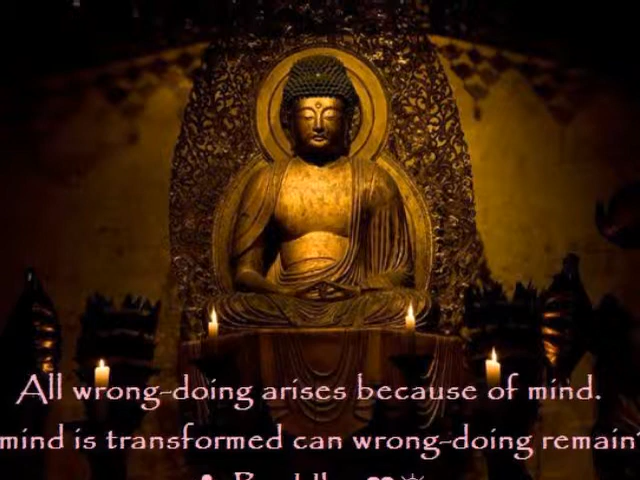 All wrong-doing arises because of mind.
mind is transformed can wrong-doing remain?